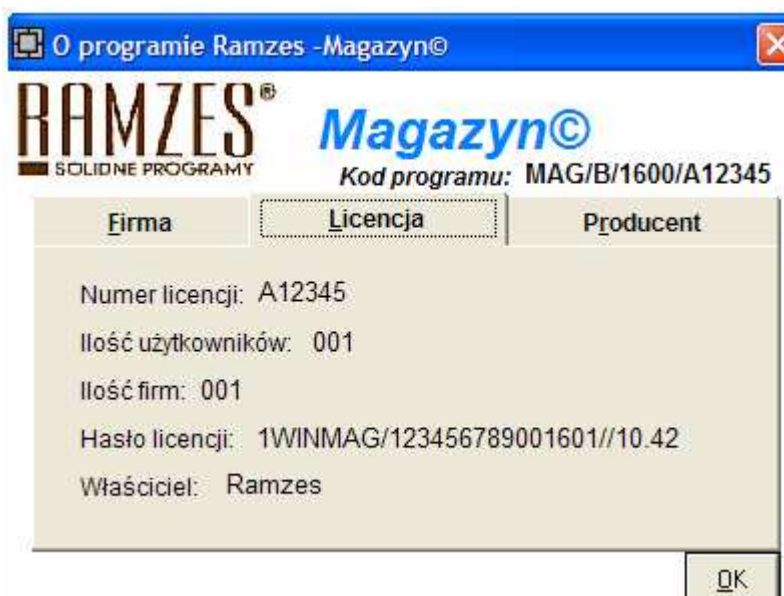 O programie Ramzes -Magazyn©
RAMZES®
SOLIDNE PROGRAMY
Magazyn©
Kod programu: MAG/B/1600/A12345
Firma
Licencja
Producent
Numer licencji: A12345
Ilość użytkowników: 001
Ilość firm: 001
Hasło licencji: 1WINMAG/123456789001601//10.42
Właściciel: Ramzes
OK